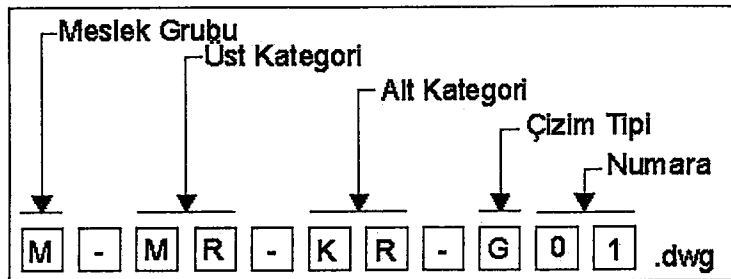 Meslek Grubu
Üst Kategori
Alt Kategori
Çizim Tipi
Numara
M - M R - K R - G 0 1 .dwg